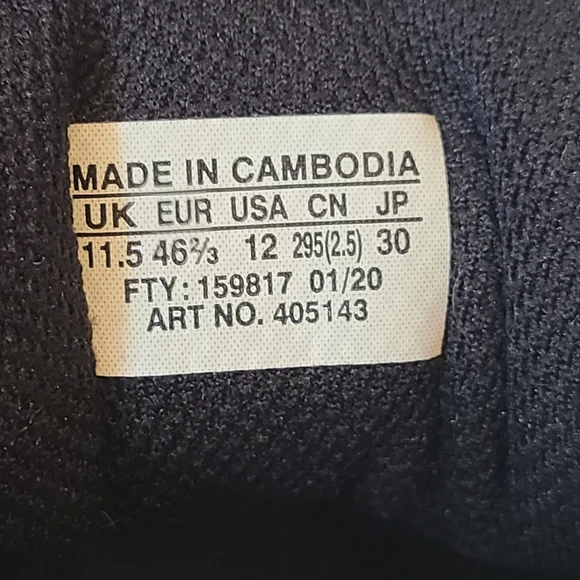 MADE IN CAMBODIA
UK EUR USA CN JP
11.5 46⅔ 12 295(2.5) 30
FTY: 159817 01/20
ART NO. 405143